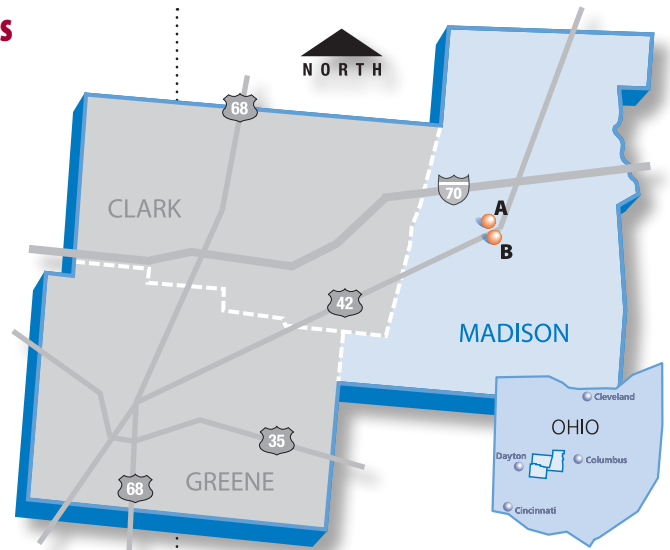 s
NORTH
68
70
A
CLARK
B
42
MADISON
Cleveland
OHIO
35
Dayton
Columbus
GREENE
68
Cincinnati